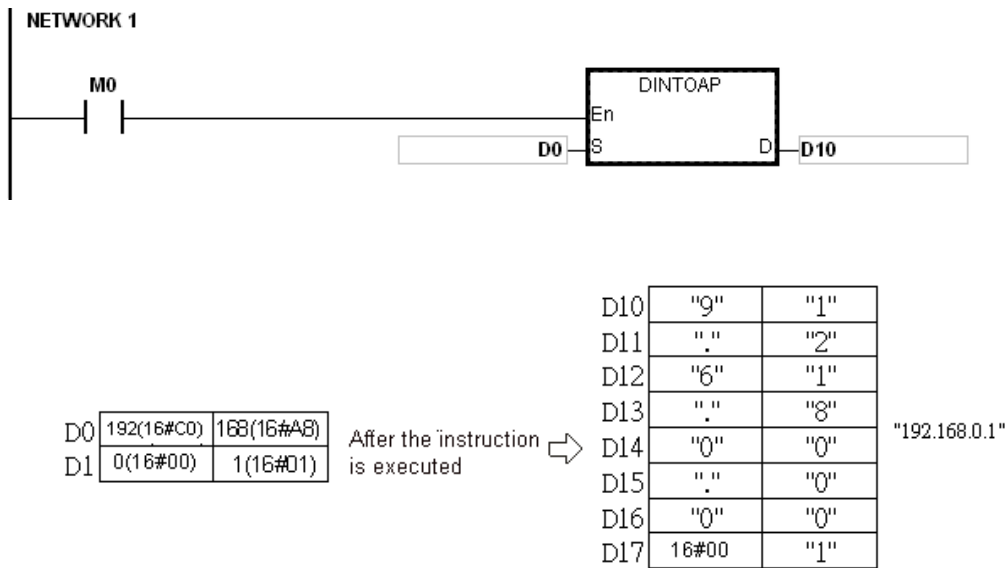 NETWORK 1
M0
DINTOAP
En
D0 S D D10
D10 "9" "1"
D11 "." "2"
D12 "6" "1"
D13 "." "8"
D14 "0" "0"
D15 "." "0"
D16 "0" "0"
D17 16#00 "1"
"192.168.0.1"
D0 192(16#C0) 168(16#A8)
D1 0(16#00) 1(16#01)
After the instruction
is executed